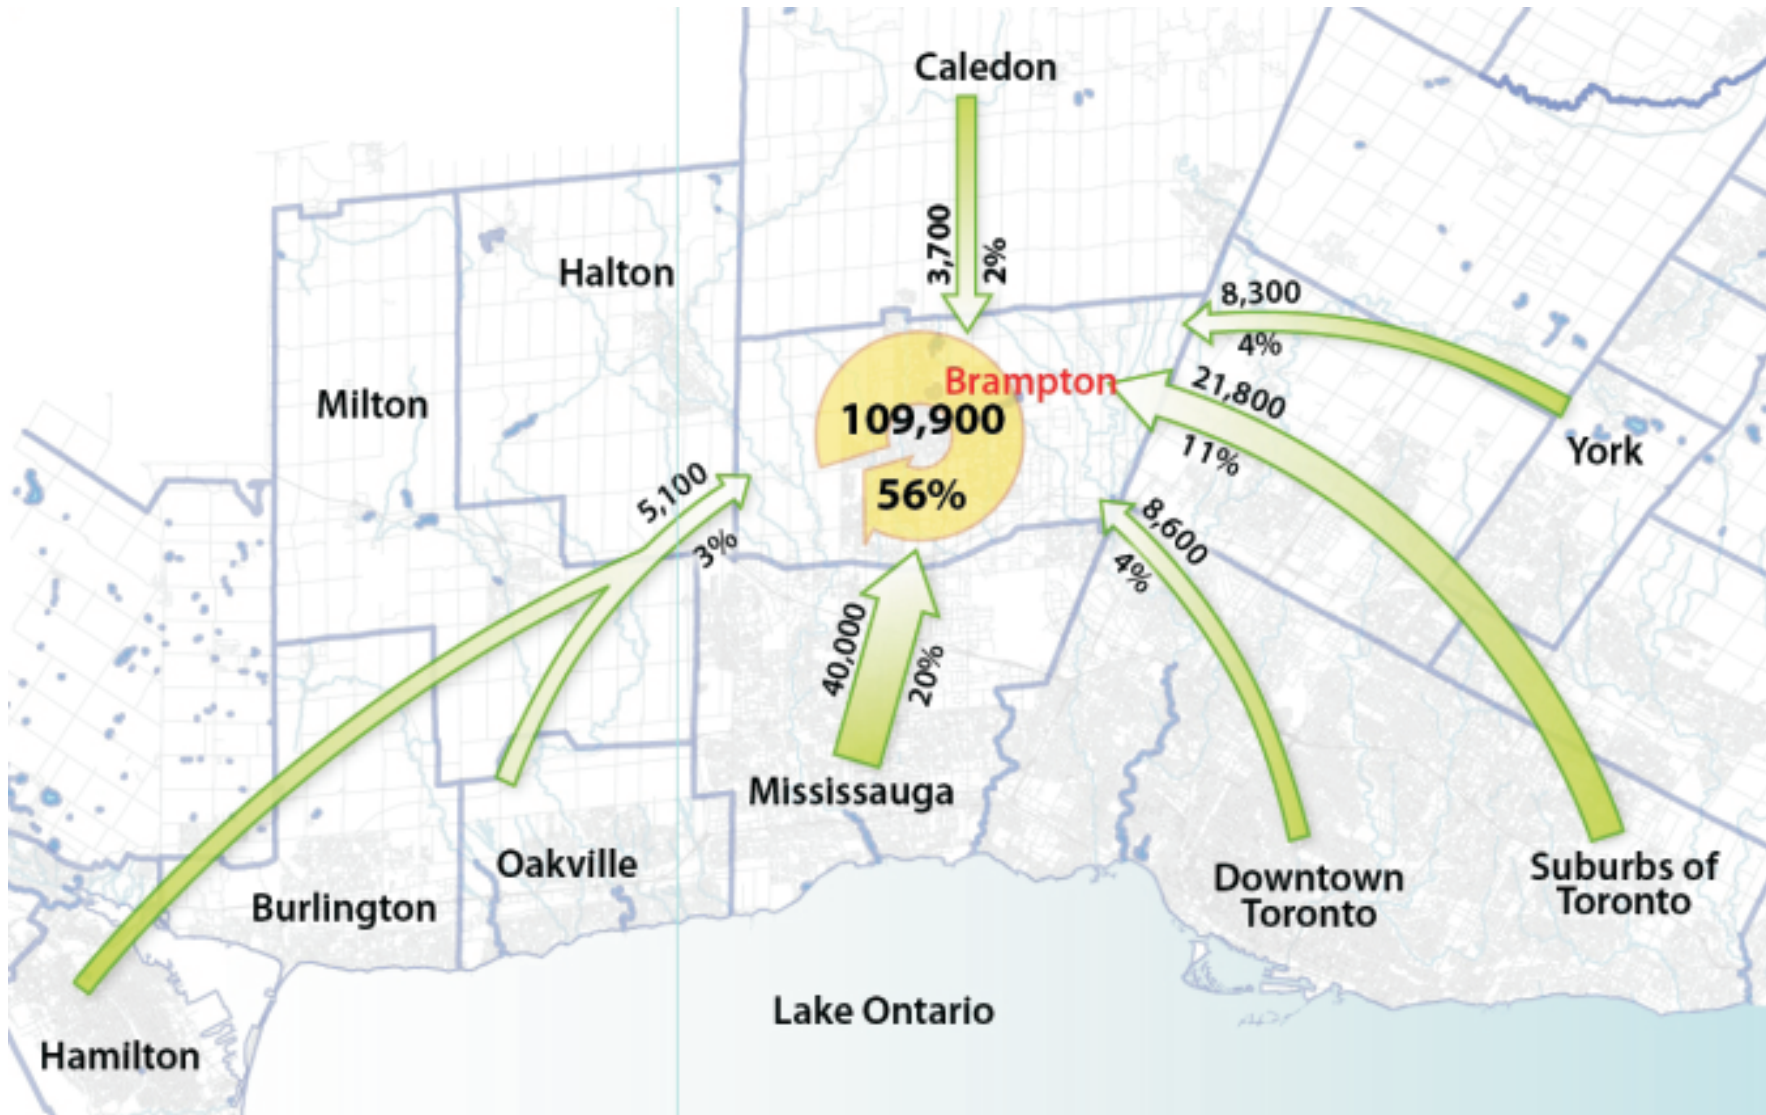 Caledon
3,700
2%
Halton
8,300
4%
Milton
Brampton
21,800
11%
109,900
56%
York
5,100
3%
8,600
4%
40,000
20%
Mississauga
Oakville
Burlington
Downtown
Toronto
Suburbs of
Toronto
Lake Ontario
Hamilton